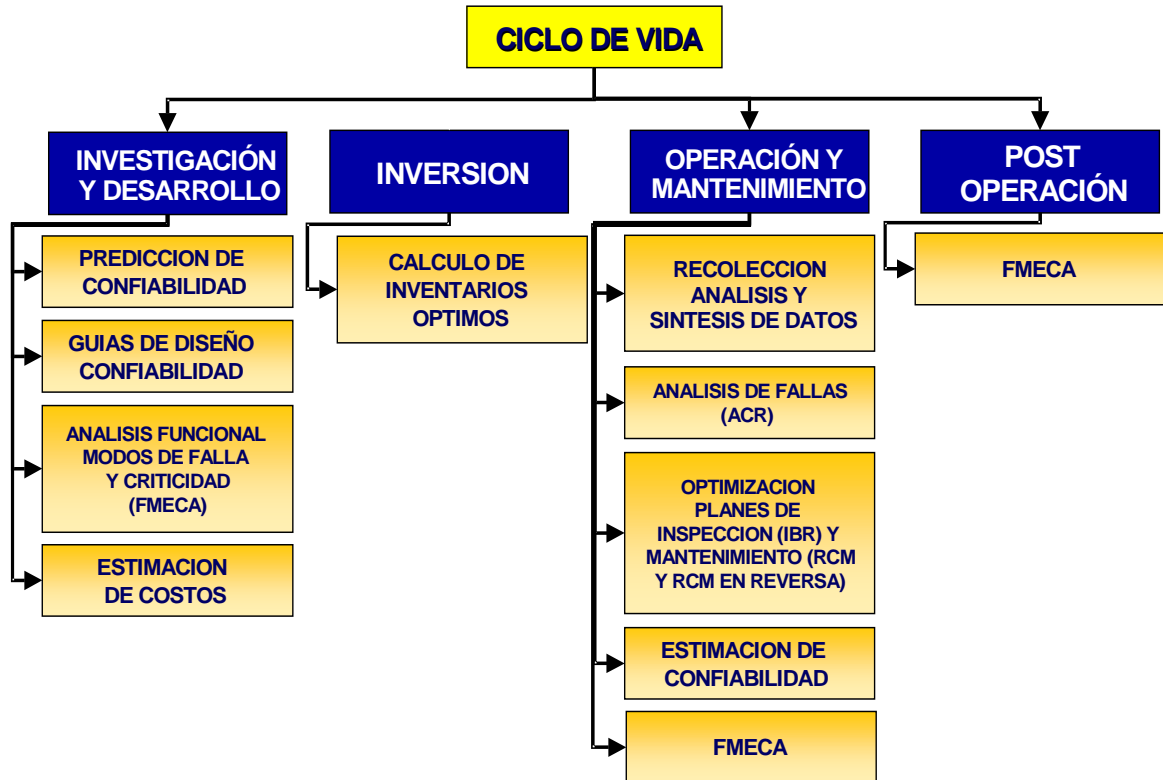 CICLO DE VIDA
INVESTIGACIÓN
Y DESARROLLO
PREDICCION DE
CONFIABILIDAD
GUIAS DE DISEÑO
CONFIABILIDAD
ANALISIS FUNCIONAL
MODOS DE FALLA
Y CRITICIDAD
(FMECA)
ESTIMACION
DE COSTOS
INVERSION
CALCULO DE
INVENTARIOS
OPTIMOS
OPERACIÓN Y
MANTENIMIENTO
RECOLECCION
ANALISIS Y
SINTESIS DE DATOS
ANALISIS DE FALLAS
(ACR)
OPTIMIZACION
PLANES DE
INSPECCION (IBR) Y
MANTENIMIENTO (RCM
Y RCM EN REVERSA)
ESTIMACION DE
CONFIABILIDAD
FMECA
POST
OPERACIÓN
FMECA